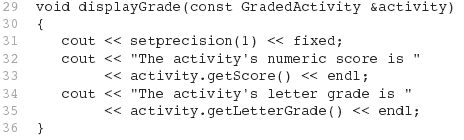 29 void displayGrade(const GradedActivity &activity)
30 {
31    cout << setprecision(1) << fixed;
32    cout << "The activity's numeric score is "
33         << activity.getScore() << endl;
34    cout << "The activity's letter grade is "
35         << activity.getLetterGrade() << endl;
36 }